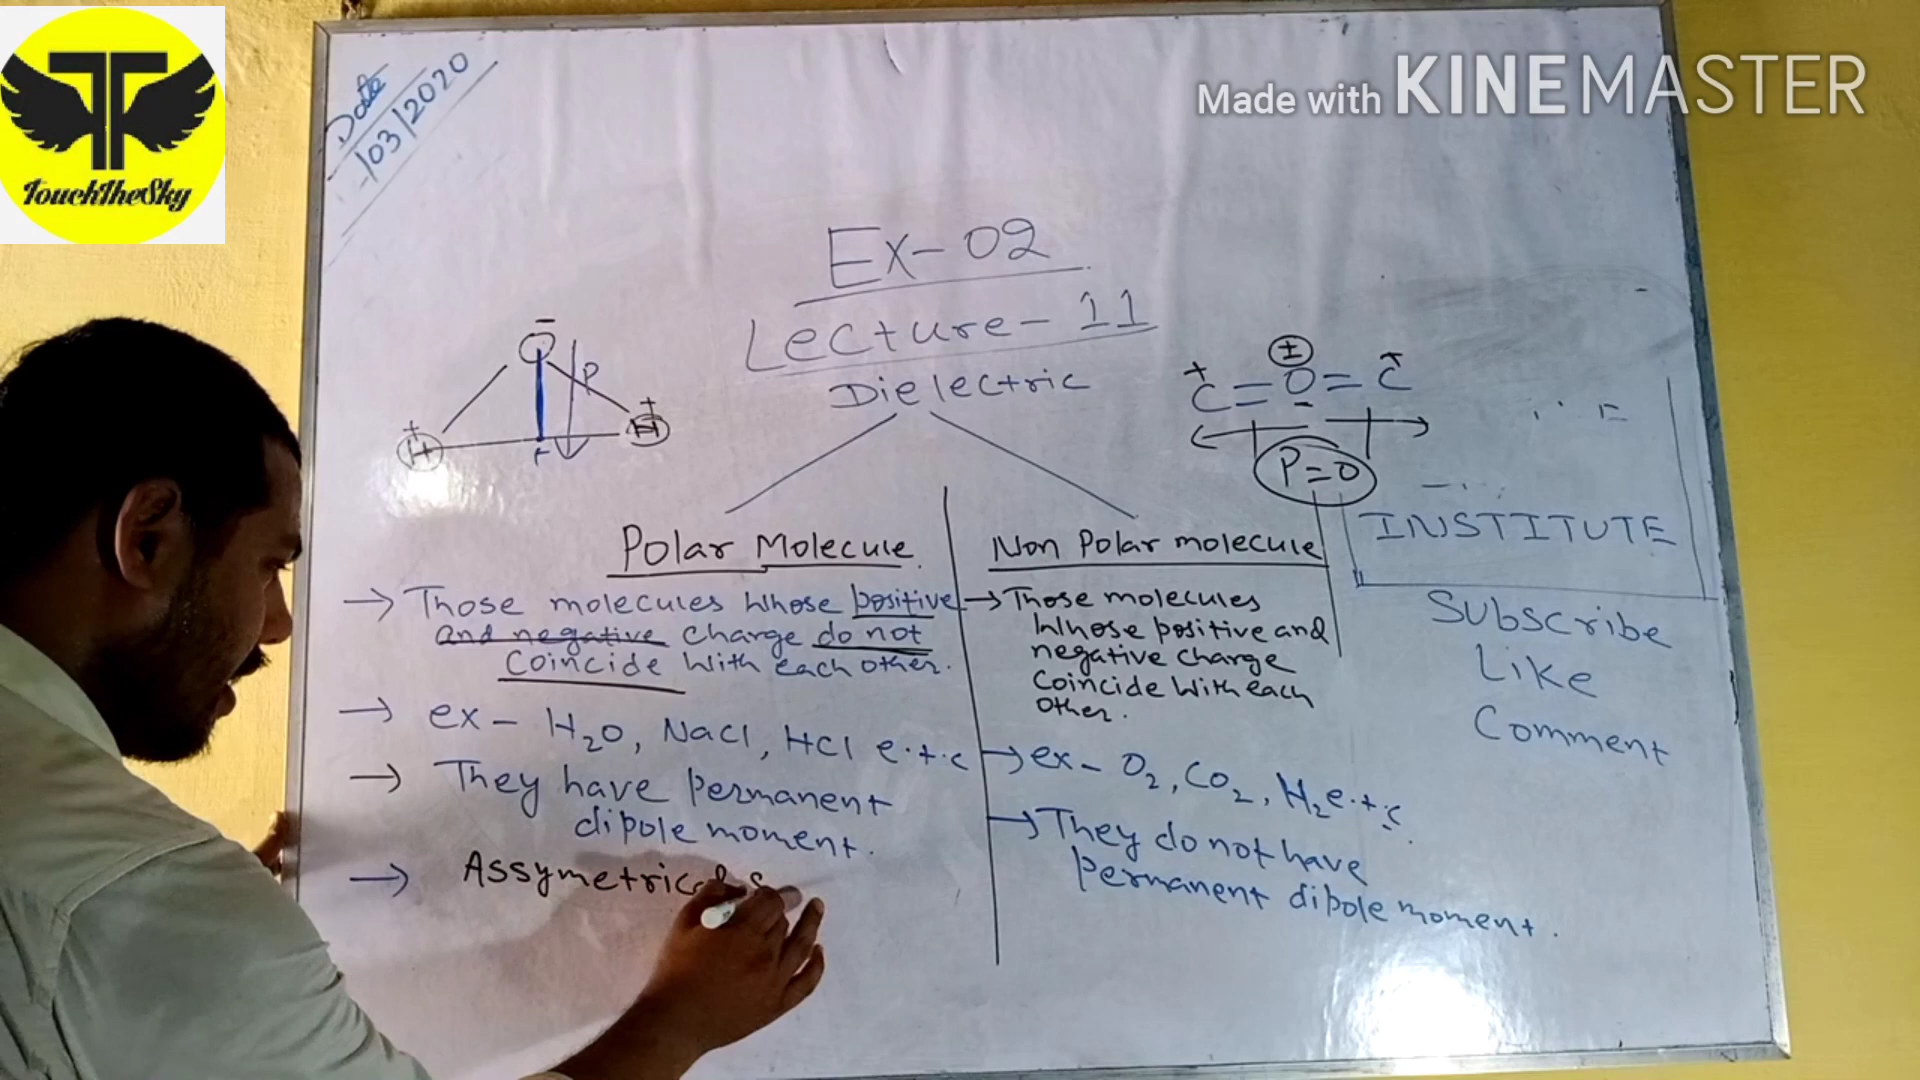 TouchTheSky
Made with KINEMASTER
Date
-/03/2020
Ex-02
Lecture-11
Dielectric
-
O
P
+
H
+
H
±
+
C=O=C
-
P=0
Polar Molecule
→ Those molecules Whose positive
and negative charge do not
coincide With each other.
→ ex- H₂O, NaCl, HCl e.t.c
→ They have permanent
dipole moment.
→ Assymetrical s
Non Polar molecule
→ Those molecules
Whose positive and
negative charge
coincide With each
other.
→ ex- O₂, CO₂, H₂ e.t.c
→ They do not have
permanent dipole moment.
INSTITUTE
Subscribe
Like
Comment